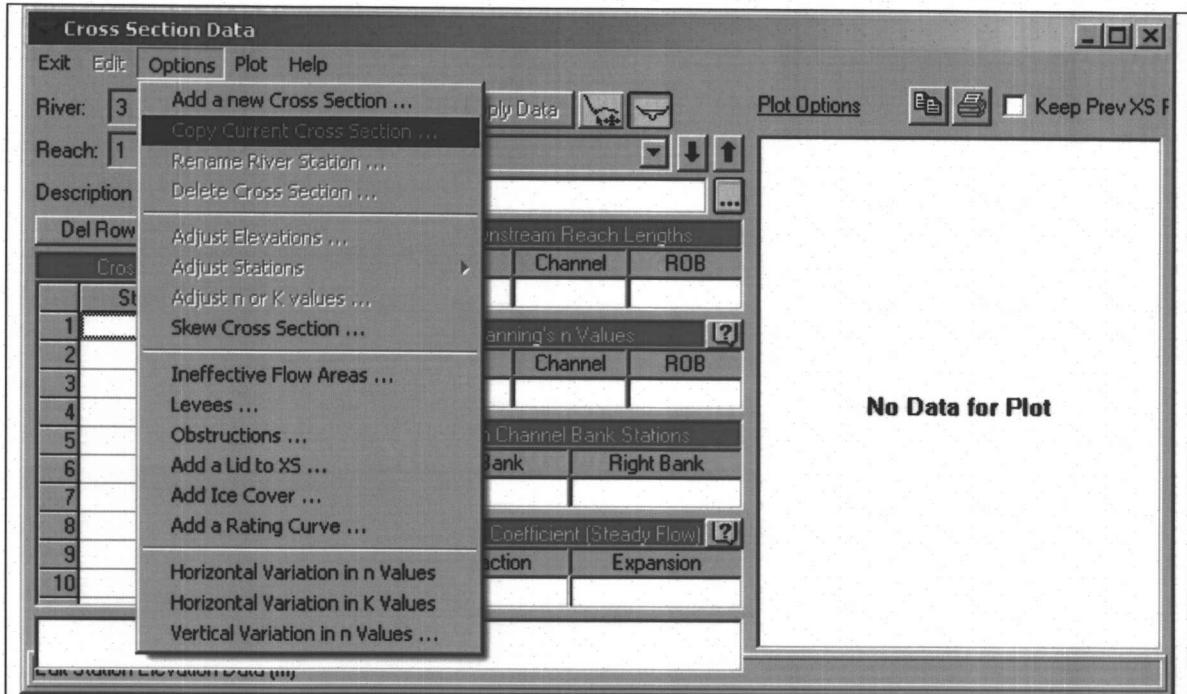 Cross Section Data
Exit Edit Options Plot Help
River: 3
Add a new Cross Section ...
Data
Plot Options
Keep Prev XS
Reach: 1
Copy Current Cross Section ...
Rename River Station ...
Description
Delete Cross Section ...
Del Row
Adjust Elevations ...
Reach Lengths
Adjust Stations
Channel ROB
Adjust n or K values ...
1
Skew Cross Section ...
n Values
2
Channel ROB
3
Ineffective Flow Areas ...
4
Levees ...
No Data for Plot
5
Obstructions ...
Channel Bank Stations
6
Add a Lid to XS ...
Bank Right Bank
7
Add Ice Cover ...
8
Add a Rating Curve ...
Coefficient (Steady Flow)
9
Horizontal Variation in n Values
Expansion
10
Horizontal Variation in K Values
Vertical Variation in n Values ...
Edit Station Elevation Data (m)